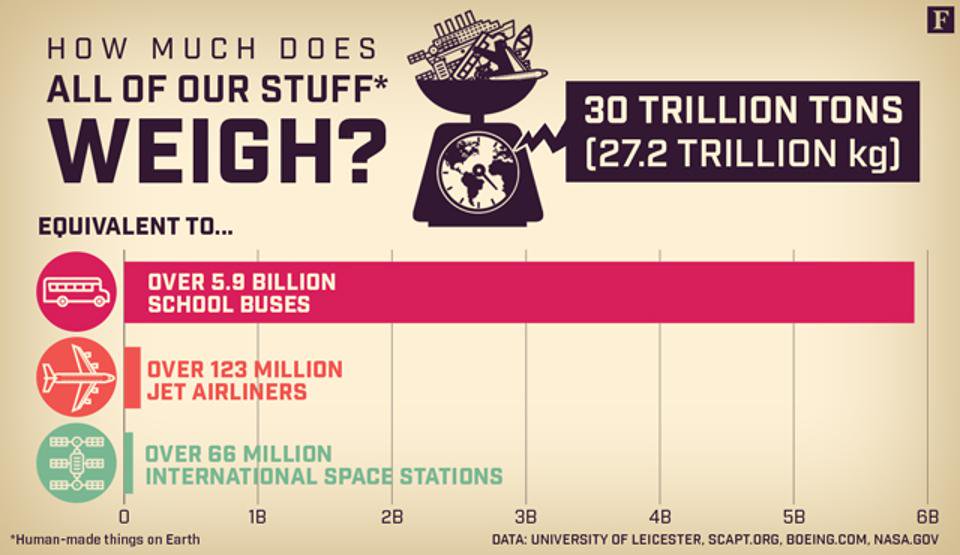 F
HOW MUCH DOES
ALL OF OUR STUFF*
WEIGH?
30 TRILLION TONS
(27.2 TRILLION kg)
EQUIVALENT TO...
OVER 5.9 BILLION
SCHOOL BUSES
OVER 123 MILLION
JET AIRLINERS
OVER 66 MILLION
INTERNATIONAL SPACE STATIONS
0 1B 2B 3B 4B 5B 6B
*Human-made things on Earth
DATA: UNIVERSITY OF LEICESTER, SCAPT.ORG, BOEING.COM, NASA.GOV